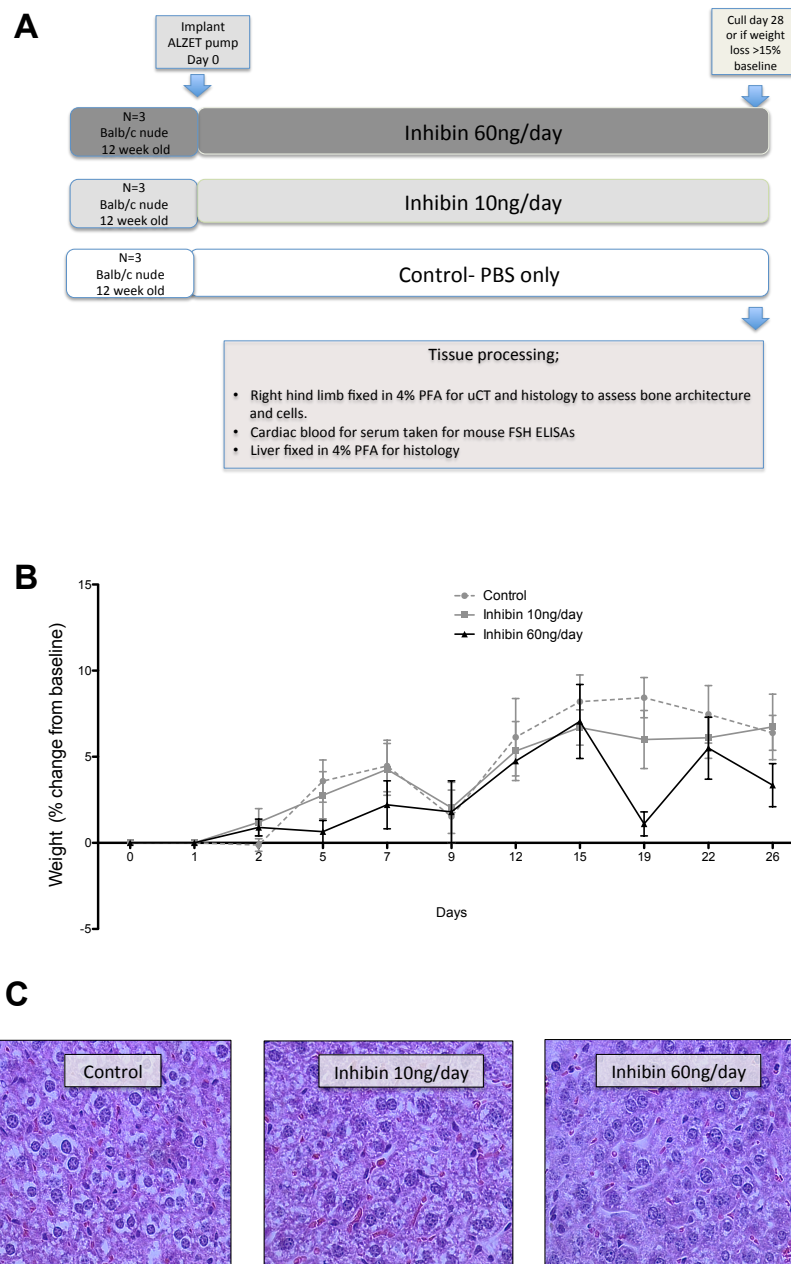 A
Implant
ALZET pump
Day 0
Cull day 28
or if weight
loss >15%
baseline
N=3
Balb/c nude
12 week old
Inhibin 60ng/day
N=3
Balb/c nude
12 week old
Inhibin 10ng/day
N=3
Balb/c nude
12 week old
Control- PBS only
Tissue processing;
• Right hind limb fixed in 4% PFA for uCT and histology to assess bone architecture
and cells.
• Cardiac blood for serum taken for mouse FSH ELISAs
• Liver fixed in 4% PFA for histology
B
Weight (% change from baseline)
15
10
5
0
-5
Control
Inhibin 10ng/day
Inhibin 60ng/day
0 1 2 5 7 9 12 15 19 22 26
Days
C
Control
Inhibin 10ng/day
Inhibin 60ng/day